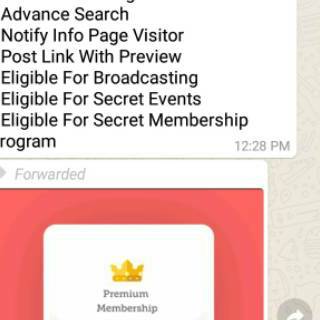 Advance Search
Notify Info Page Visitor
Post Link With Preview
Eligible For Broadcasting
Eligible For Secret Events
Eligible For Secret Membership
rogram
12:28 PM
Forwarded
Premium
Membership